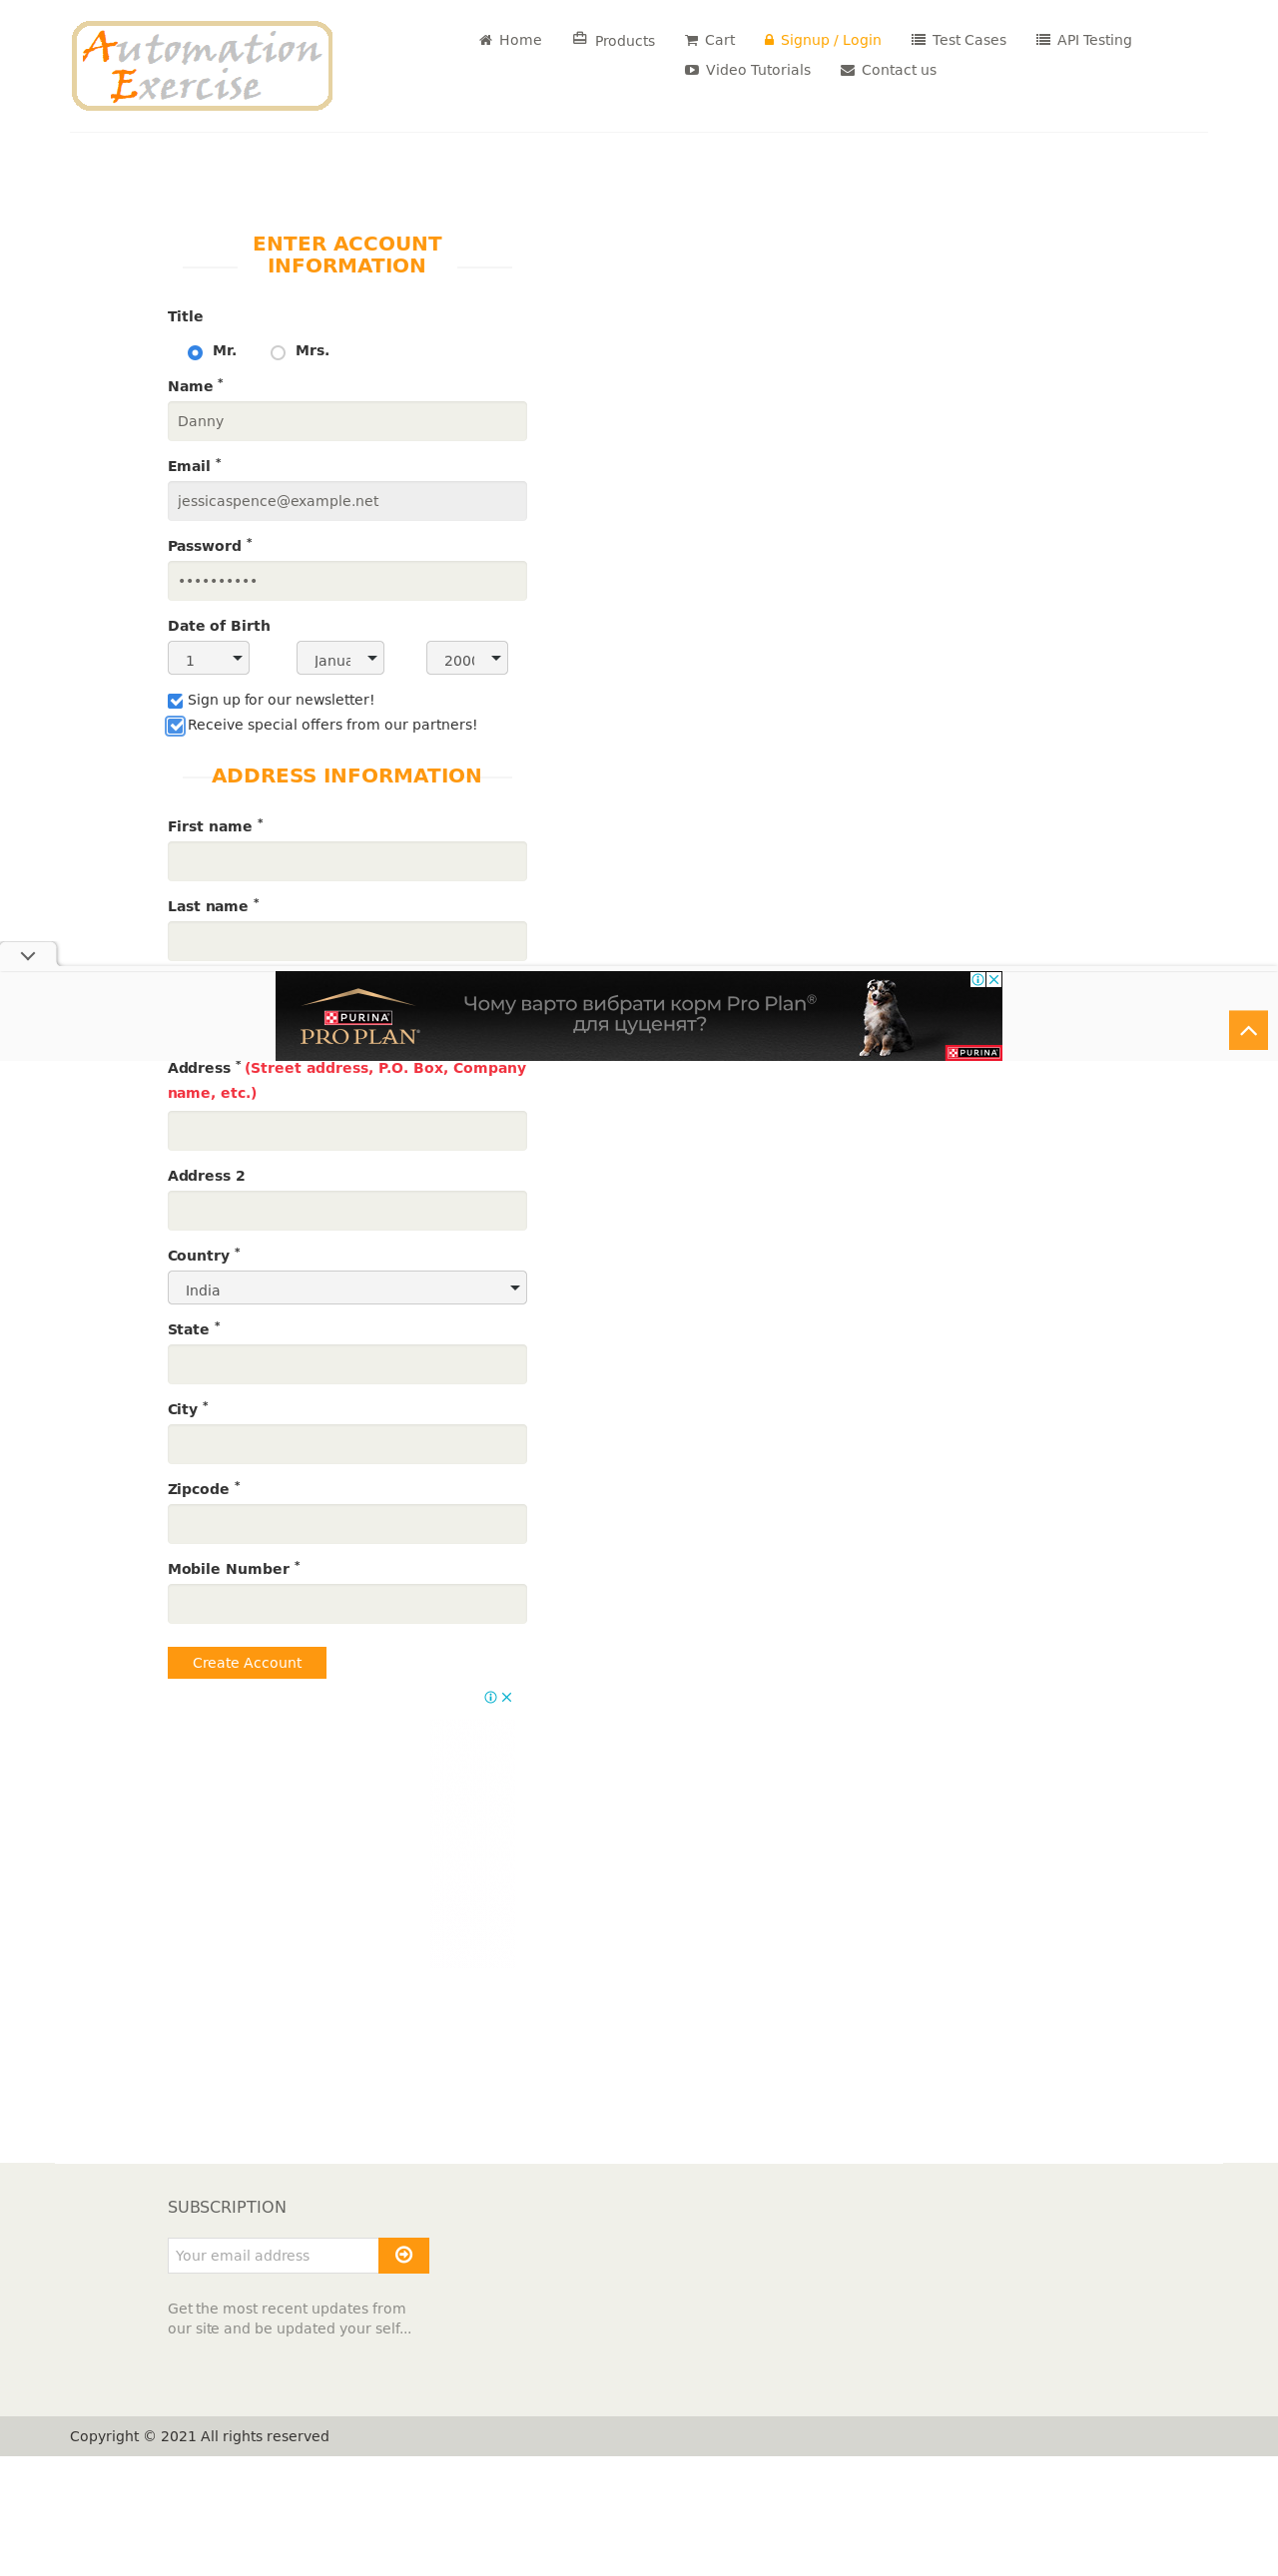 Automation
Exercise
Home
Products
Cart
Signup / Login
Test Cases
API Testing
Video Tutorials
Contact us
ENTER ACCOUNT
INFORMATION
Title
Mr.
Mrs.
Name *
Danny
Email *
jessicaspence@example.net
Password *
••••••••••
Date of Birth
1
Janua
2000
Sign up for our newsletter!
Receive special offers from our partners!
ADDRESS INFORMATION
First name *
Last name *
PURINA
PRO PLAN
Чому варто вибрати корм Pro Plan®
для цуценят?
PURINA
Address * (Street address, P.O. Box, Company
name, etc.)
Address 2
Country *
India
State *
City *
Zipcode *
Mobile Number *
Create Account
SUBSCRIPTION
Your email address
Get the most recent updates from
our site and be updated your self...
Copyright © 2021 All rights reserved